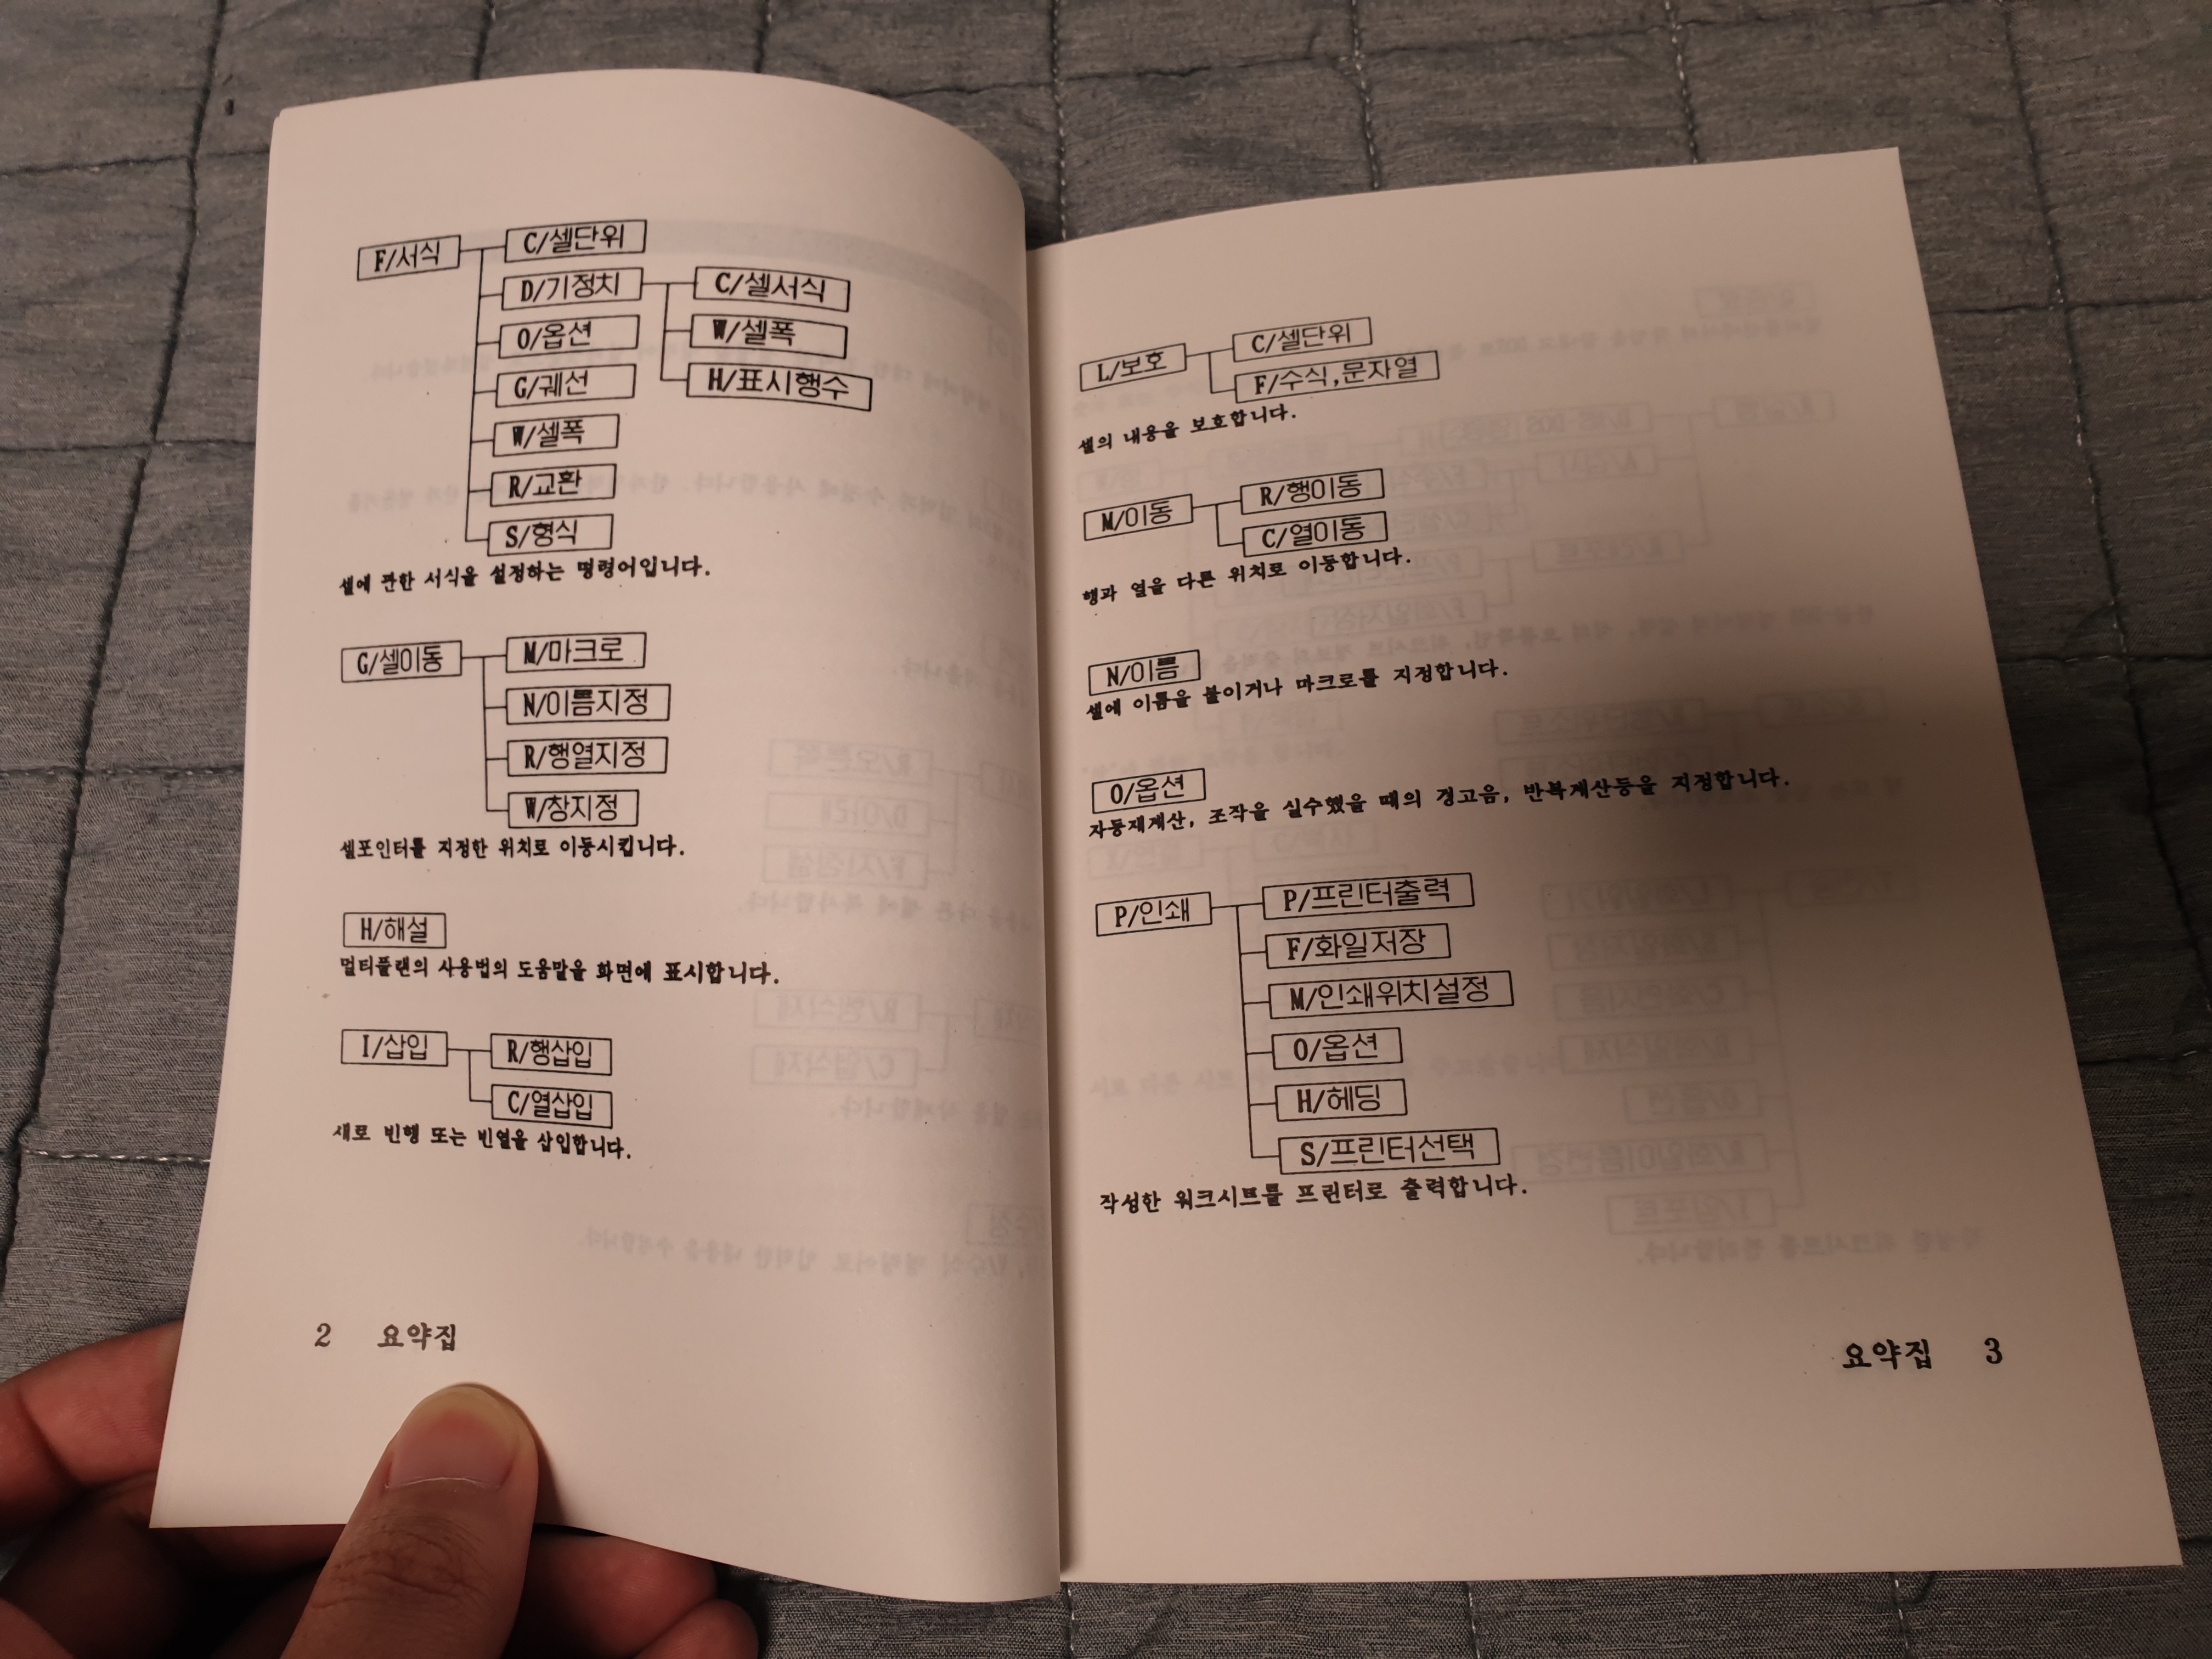 F/서식
C/셀단위
D/기정치
C/셀서식
W/셀폭
H/표시행수
O/옵션
G/궤선
W/셀폭
R/교환
S/형식
셀에 관한 서식을 설정하는 명령어입니다.
G/셀이동
M/마크로
N/이름지정
R/행열지정
W/창지정
셀포인터를 지정한 위치로 이동시킵니다.
H/해설
멀티플랜의 사용법의 도움말을 화면에 표시합니다.
I/삽입
R/행삽입
C/열삽입
새로 빈행 또는 빈열을 삽입합니다.
2 요약집
L/보호
C/셀단위
F/수식,문자열
셀의 내용을 보호합니다.
M/이동
R/행이동
C/열이동
행과 열을 다른 위치로 이동합니다.
N/이름
셀에 이름을 붙이거나 마크로를 지정합니다.
O/옵션
자동재계산, 조작을 실수했을 때의 경고음, 반복계산등을 지정합니다.
P/인쇄
P/프린터출력
F/화일저장
M/인쇄위치설정
O/옵션
H/헤딩
S/프린터선택
작성한 워크시트를 프린터로 출력합니다.
요약집 3